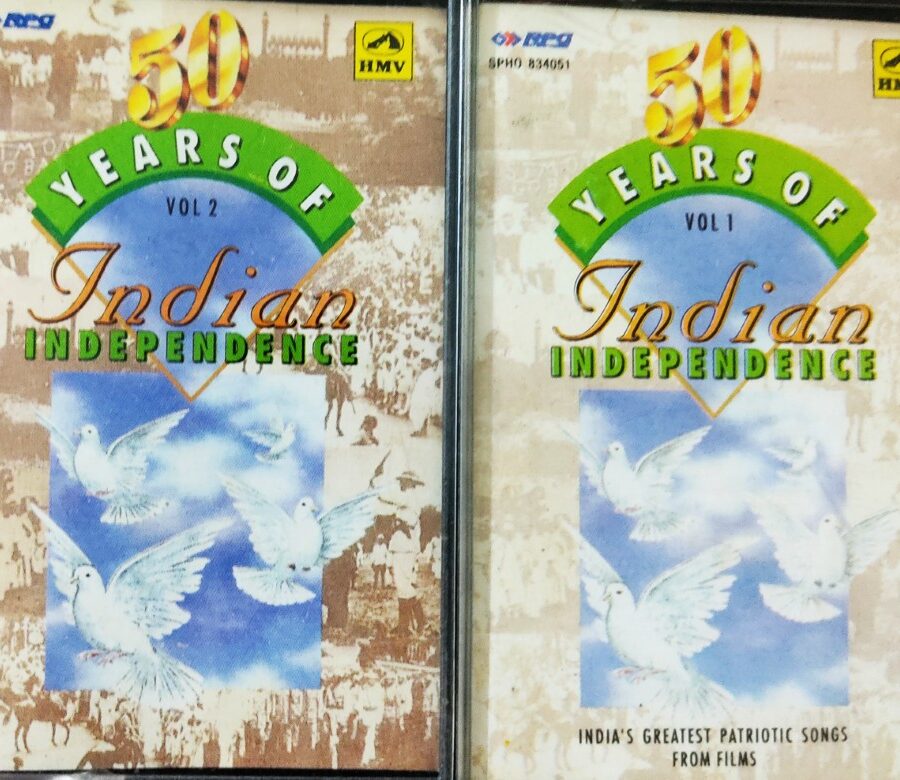 RPG
50
HMV
YEARS OF
VOL 2
Indian
INDEPENDENCE
RPG
SPHO 834051
50
HM
YEARS OF
VOL 1
Indian
INDEPENDENCE
INDIA'S GREATEST PATRIOTIC SONGS
FROM FILMS